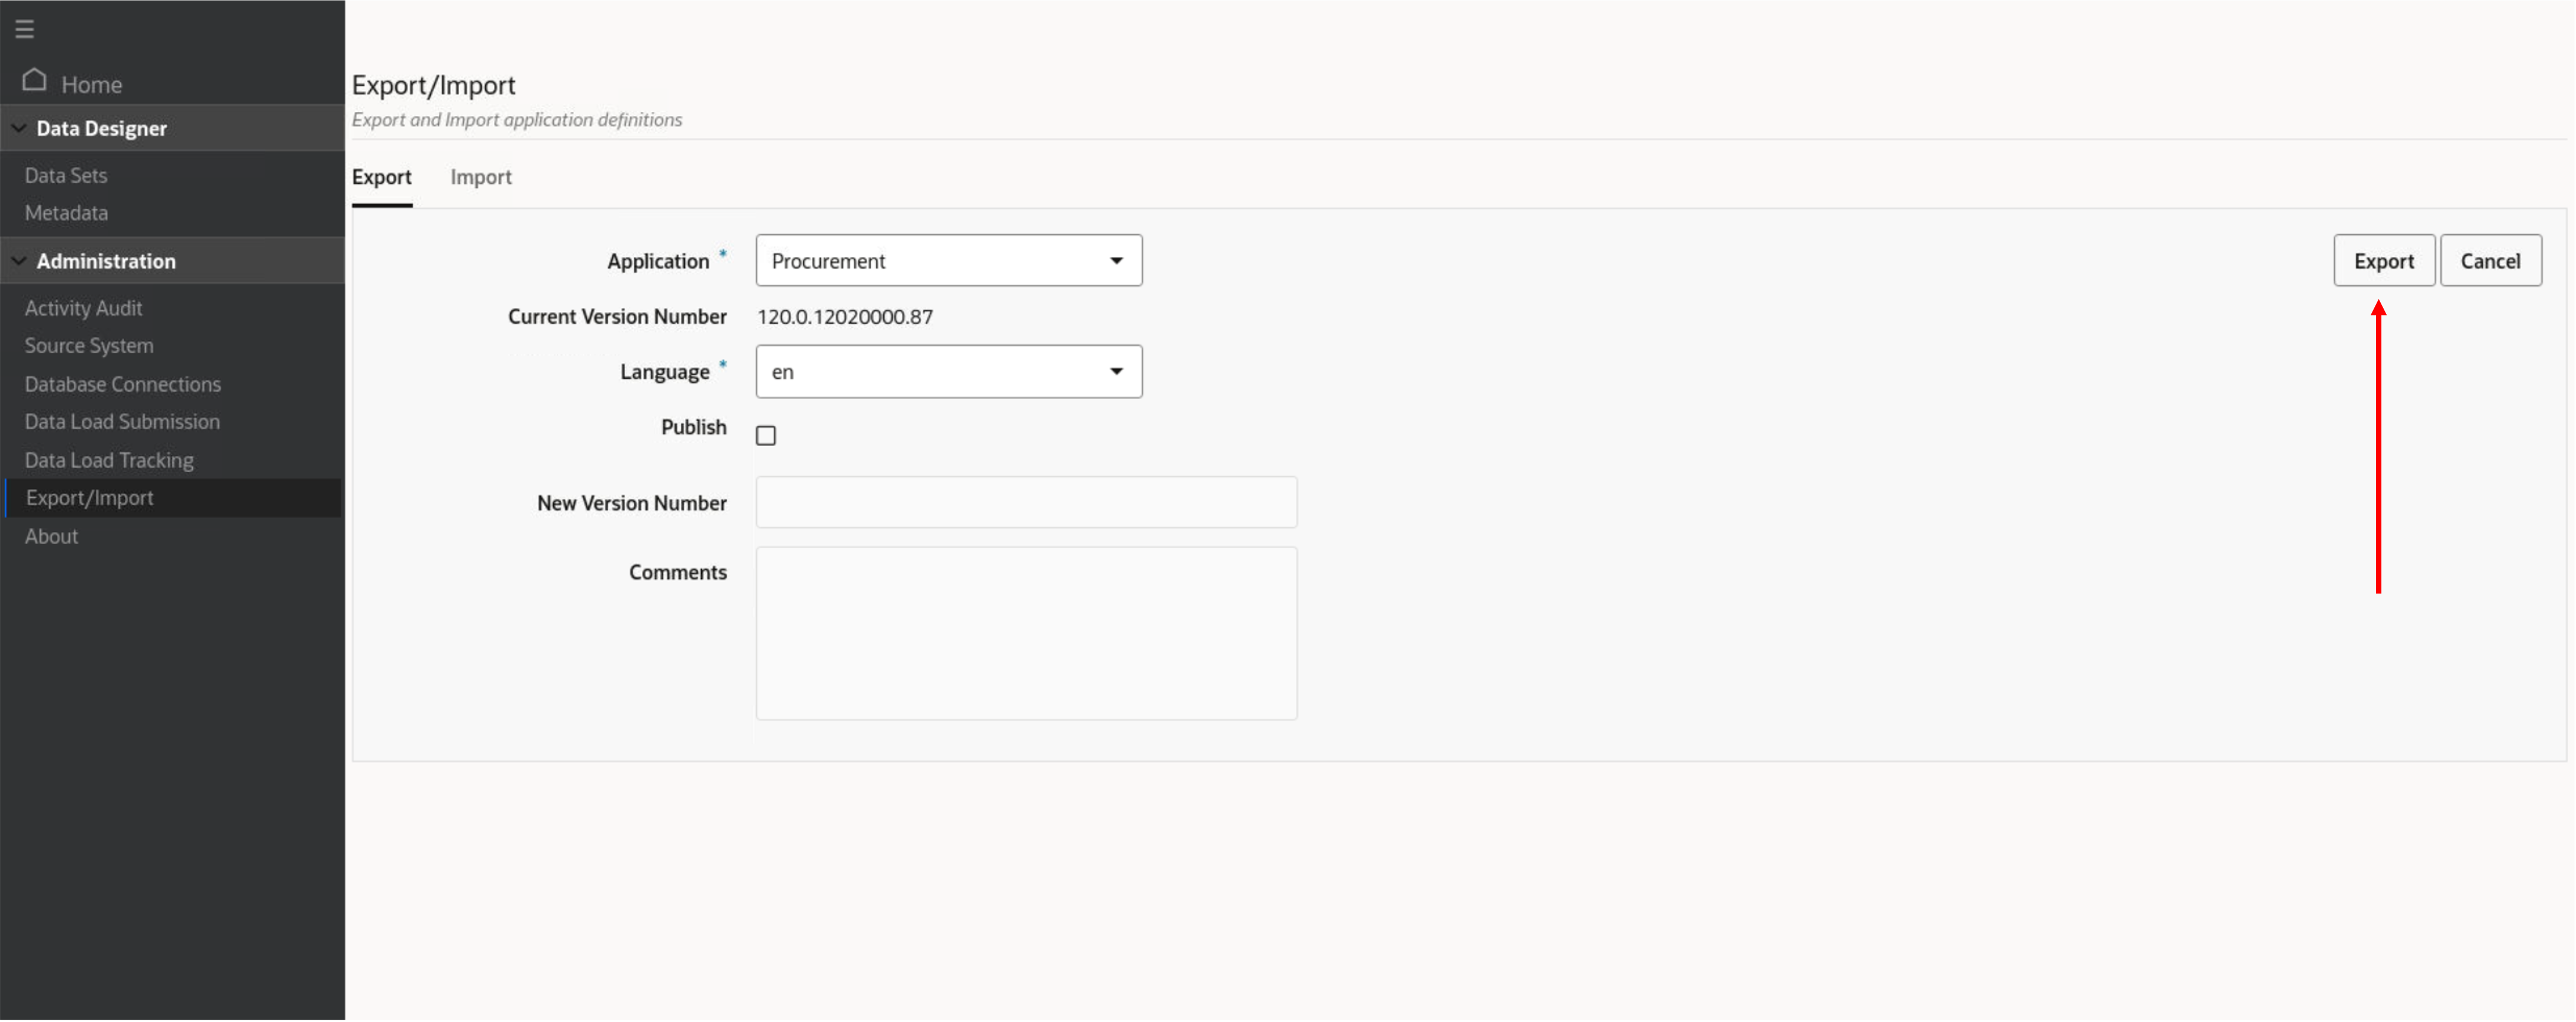 Home
Data Designer
Data Sets
Metadata
Administration
Activity Audit
Source System
Database Connections
Data Load Submission
Data Load Tracking
Export/Import
About
Export/Import
Export and Import application definitions
Export Import
Application * Procurement Export Cancel
Current Version Number 120.0.12020000.87
Language * en
Publish
New Version Number
Comments